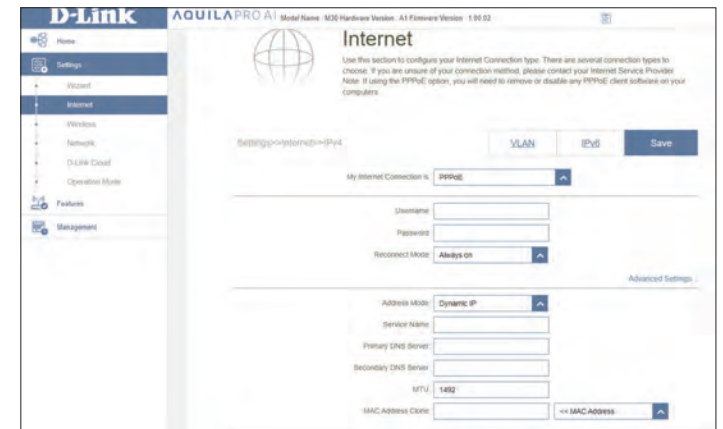 D-Link
AQUILA PRO AI Model Name : M30 Hardware Version : A1 Firmware Version : 1.00.02
Home
Settings
Wizard
Internet
Wireless
Network
D-Link Cloud
Operation Mode
Features
Management
Internet
Use this section to configure your Internet Connection type. There are several connection types to
choose. If you are unsure of your connection method, please contact your Internet Service Provider.
Note: If using the PPPoE option, you will need to remove or disable any PPPoE client software on your
computers.
Settings>>Internet>>IPv4
VLAN
IPv6
Save
My Internet Connection is: PPPoE
Username:
Password:
Reconnect Mode: Always on
Advanced Settings
Address Mode: Dynamic IP
Service Name:
Primary DNS Server:
Secondary DNS Server:
MTU: 1492
MAC Address Clone: << MAC Address